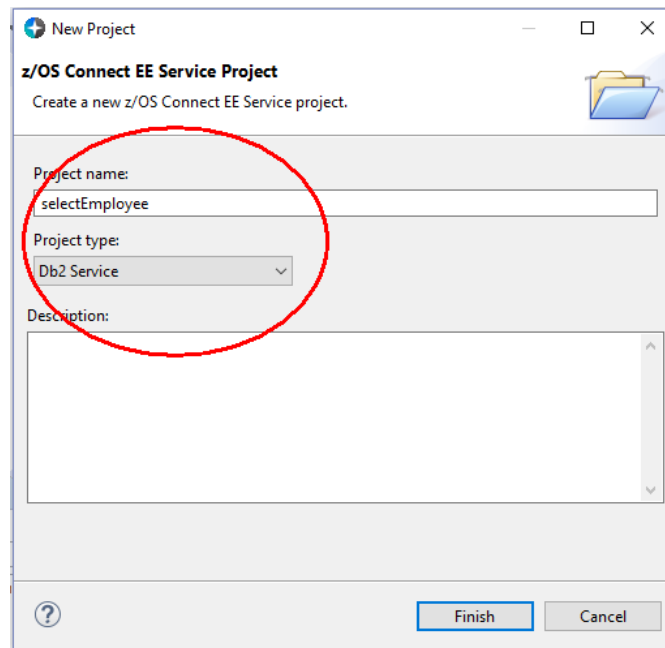 New Project
z/OS Connect EE Service Project
Create a new z/OS Connect EE Service project.
Project name:
selectEmployee
Project type:
Db2 Service
Description:
?
Finish
Cancel